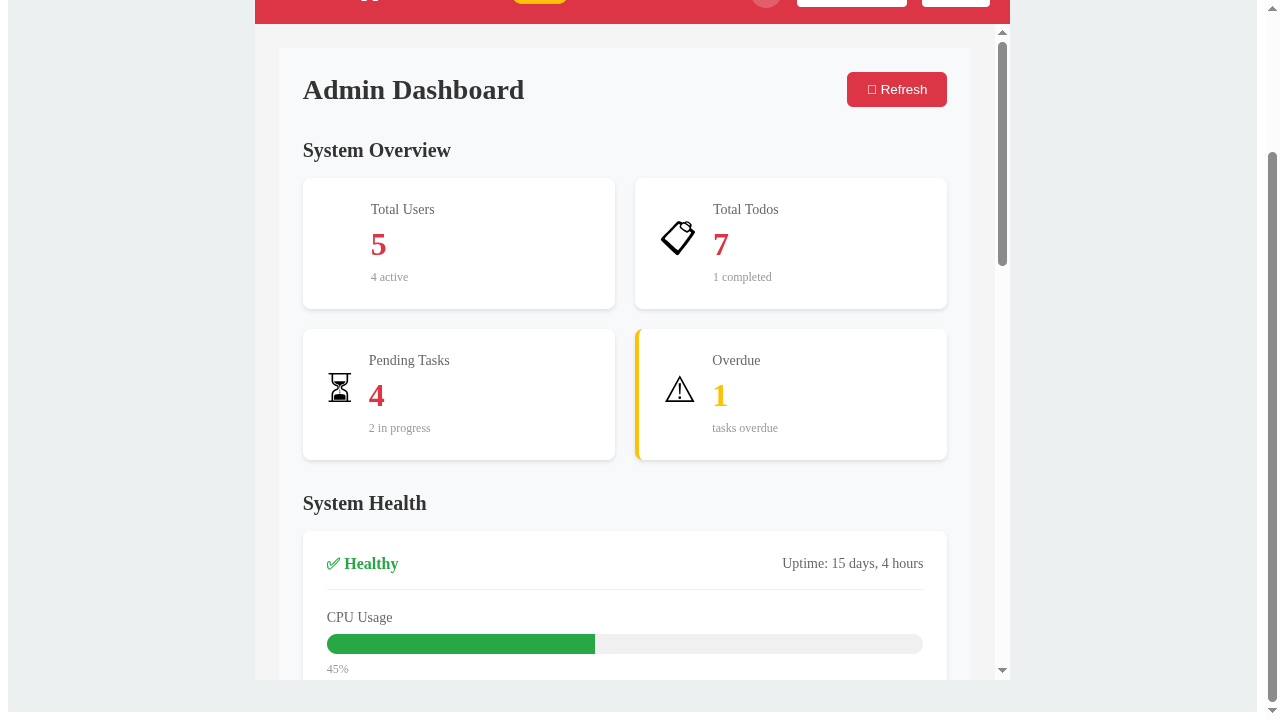 Admin Dashboard
Refresh
System Overview
Total Users
5
4 active
Total Todos
7
1 completed
Pending Tasks
4
2 in progress
Overdue
1
tasks overdue
System Health
✅ Healthy
Uptime: 15 days, 4 hours
CPU Usage
45%